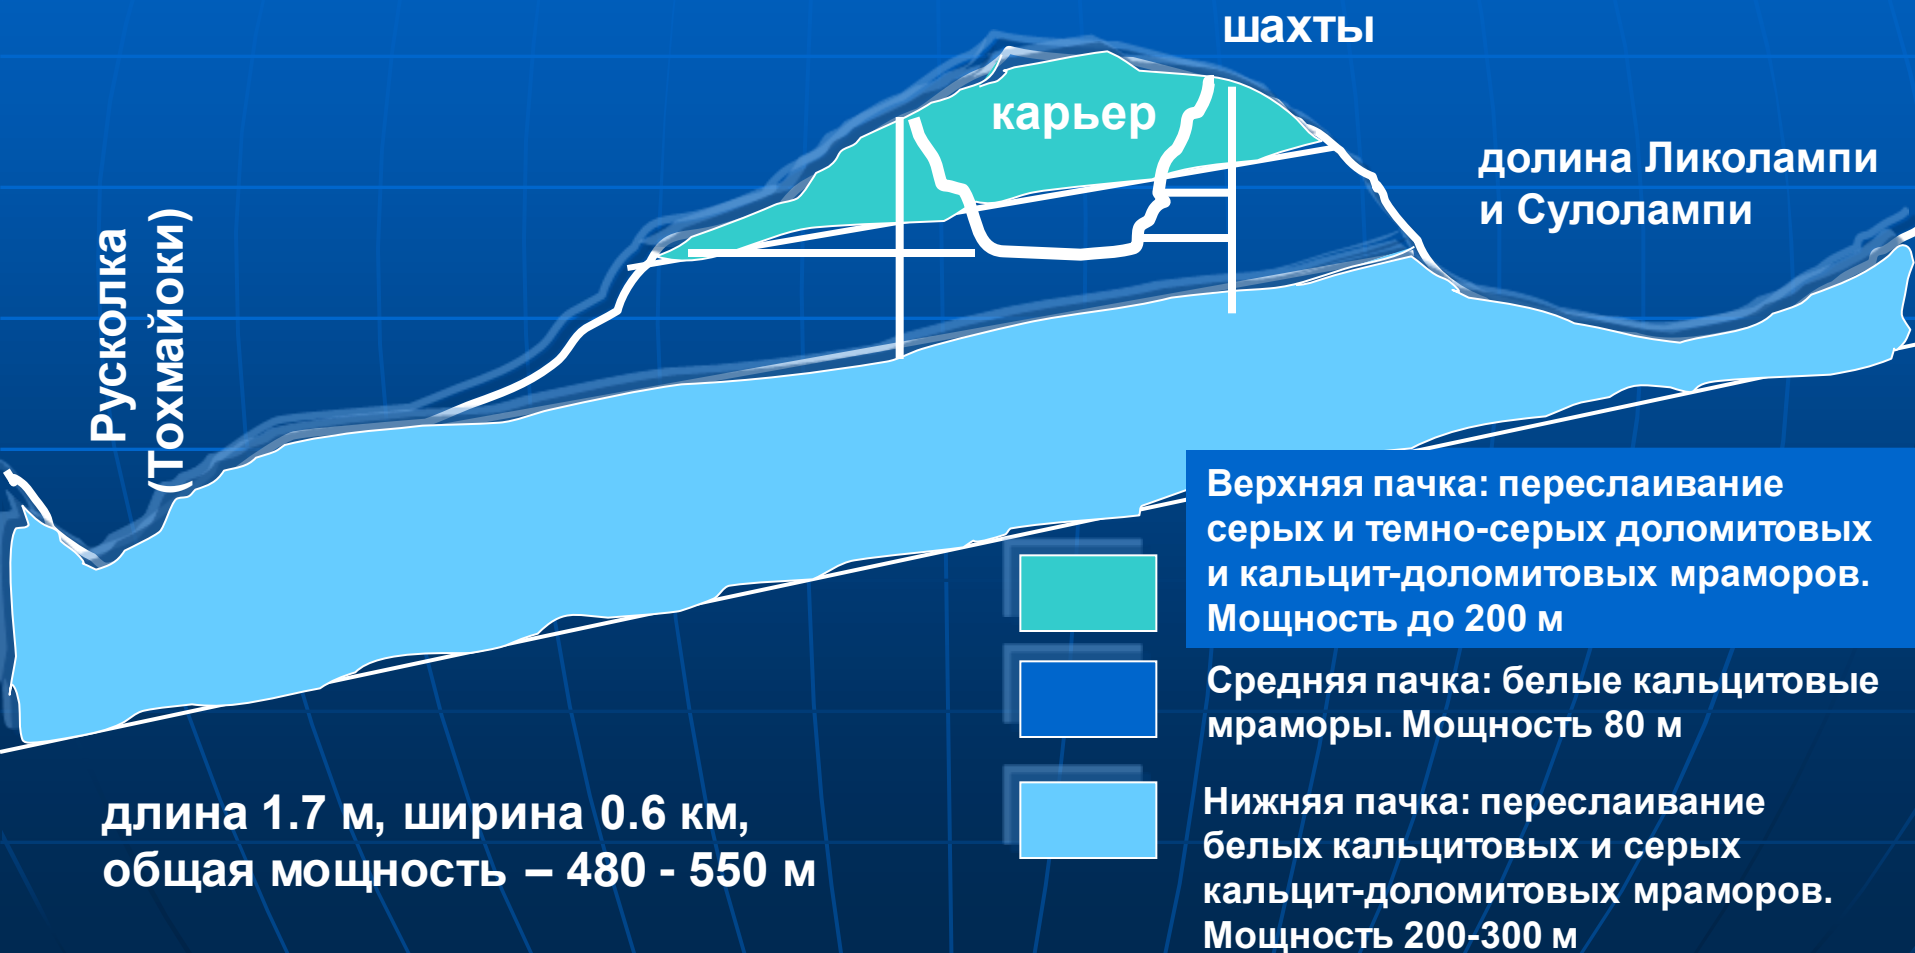 шахты
карьер
долина Ликолампи
и Сулолампи
Русколка
(Тохмайоки)
Верхняя пачка: переслаивание
серых и темно-серых доломитовых
и кальцит-доломитовых мраморов.
Мощность до 200 м
Средняя пачка: белые кальцитовые
мраморы. Мощность 80 м
Нижняя пачка: переслаивание
белых кальцитовых и серых
кальцит-доломитовых мраморов.
Мощность 200-300 м
длина 1.7 м, ширина 0.6 км,
общая мощность – 480 - 550 м